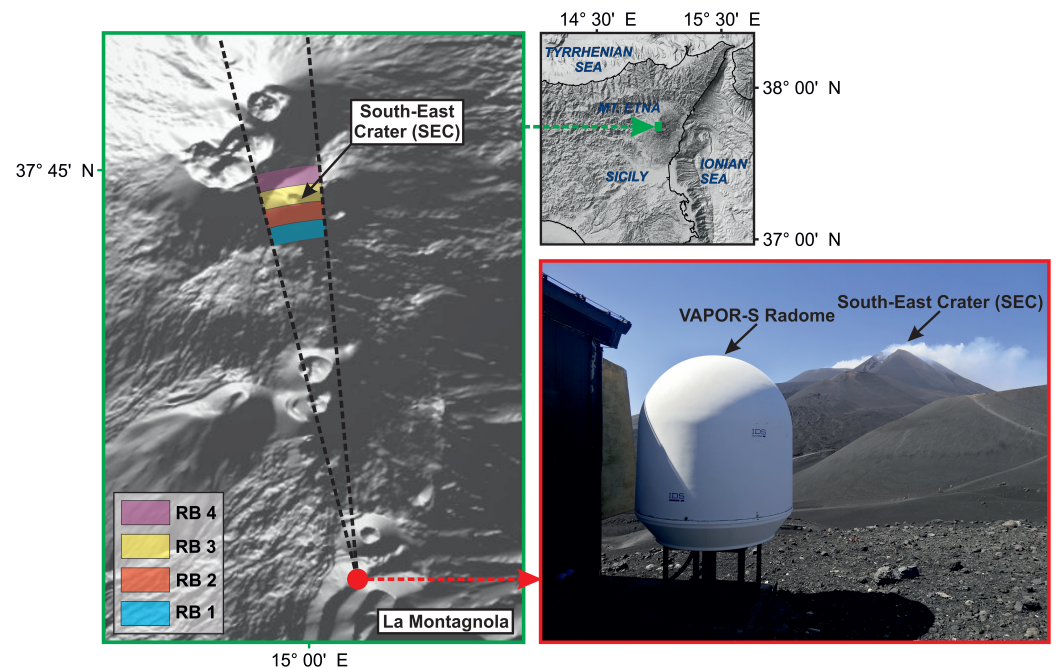 14° 30' E
15° 30' E
TYRRHENIAN
SEA
38° 00' N
MT. ETNA
South-East
Crater (SEC)
37° 45' N
IONIAN
SEA
SICILY
37° 00' N
South-East Crater (SEC)
VAPOR-S Radome
IDS
IDS
RB 4
RB 3
RB 2
RB 1
La Montagnola
15° 00' E